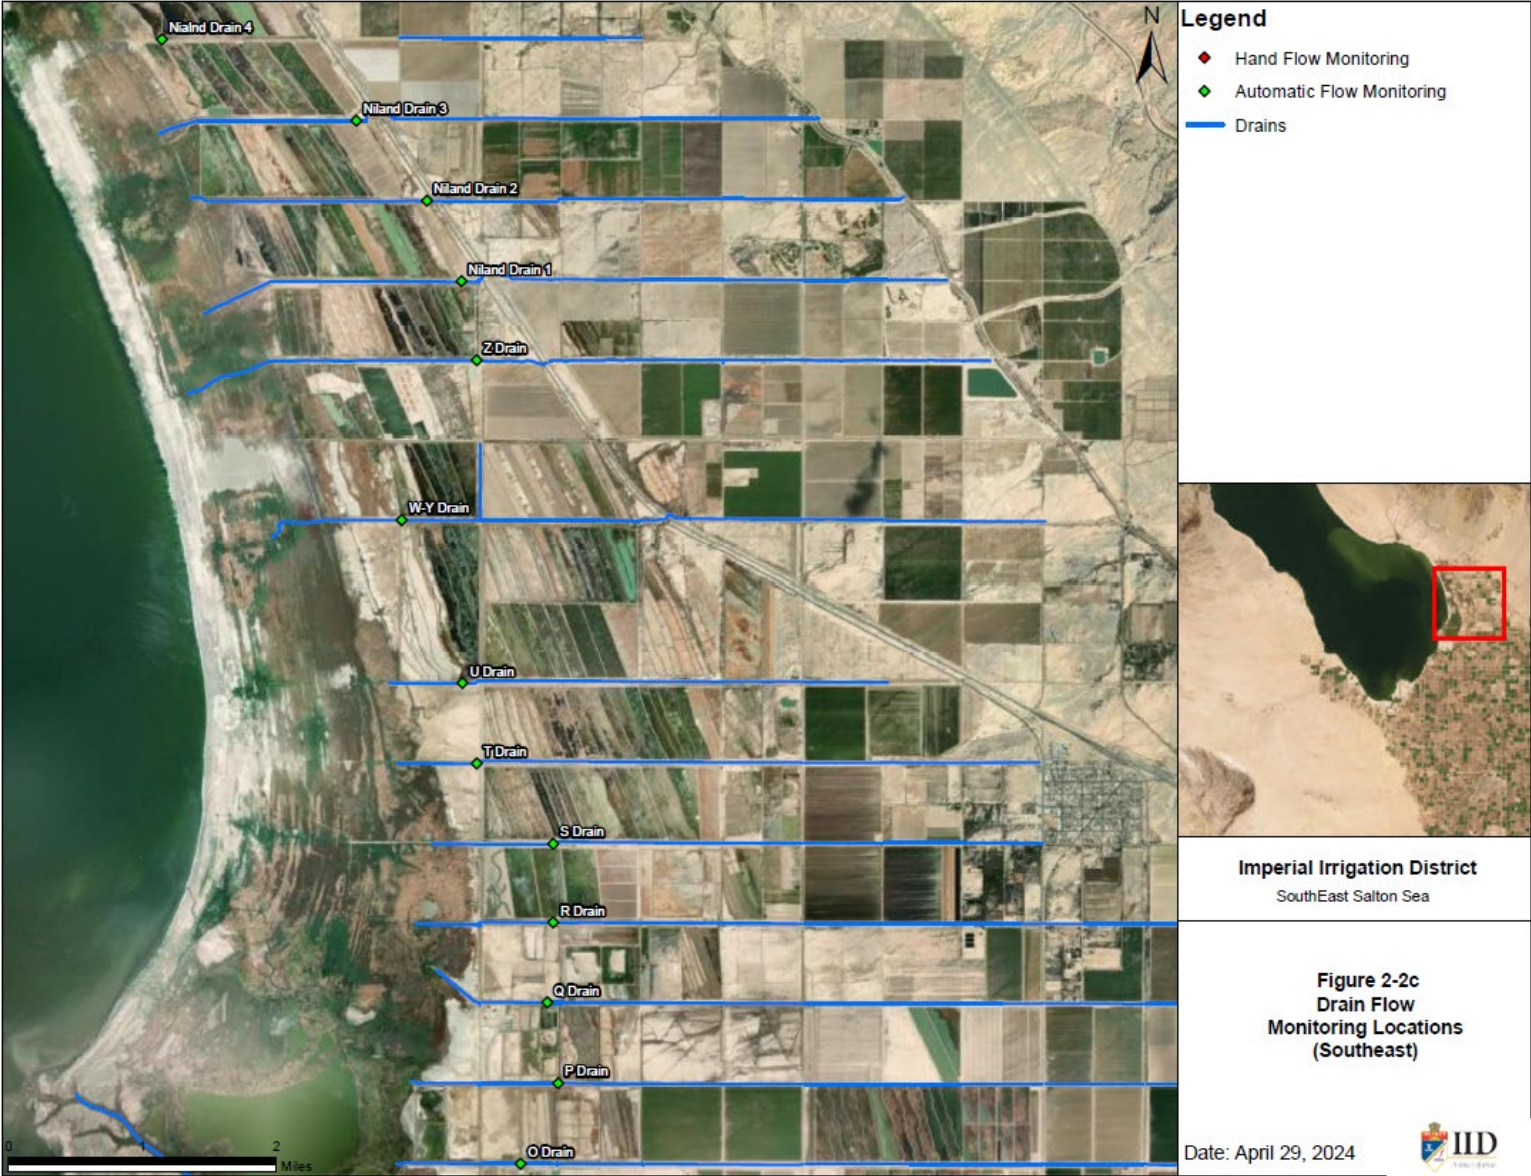 Nialnd Drain 4
Niland Drain 3
Niland Drain 2
Niland Drain 1
Z Drain
W-Y Drain
U Drain
T Drain
S Drain
R Drain
Q Drain
P Drain
O Drain
0 1 2
Miles
N
Legend
Hand Flow Monitoring
Automatic Flow Monitoring
Drains
Imperial Irrigation District
SouthEast Salton Sea
Figure 2-2c
Drain Flow
Monitoring Locations
(Southeast)
Date: April 29, 2024
IID